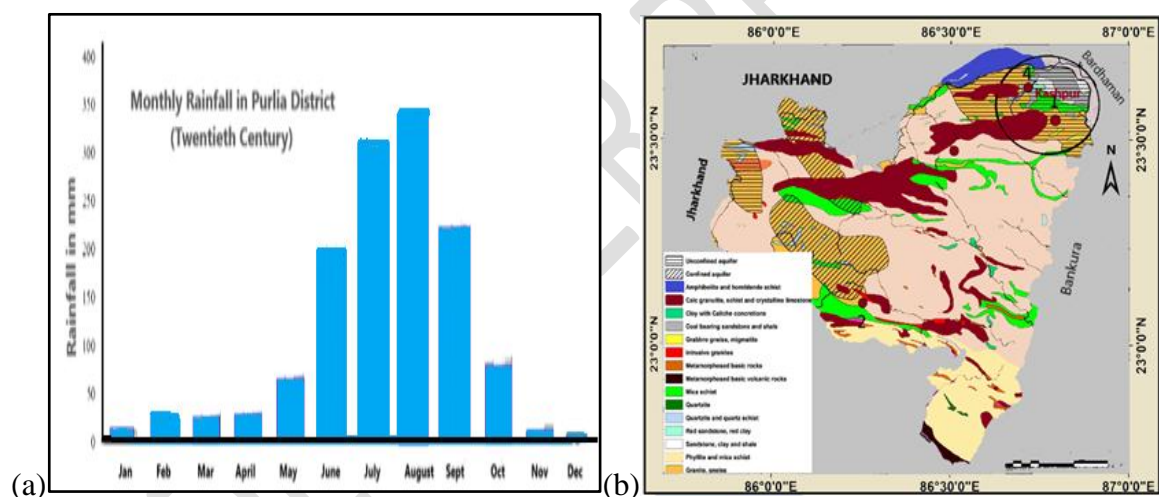 Monthly Rainfall in Purlia District
(Twentieth Century)
Rainfall in mm
400
350
300
250
200
150
100
50
0
Jan Feb Mar April May June July August Sept Oct Nov Dec
(a)
86°0'0"E 86°30'0"E 87°0'0"E
JHARKHAND
Bardhaman
4
Kashpur
1
23°30'0"N
23°30'0"N
N
Jharkhand
Bankura
Unconfined aquifer
Confined aquifer
Amphibolite and hornblende schist
Calc granulite, schist and crystalline limestone
Clay with Caliche concretions
Coal bearing sandstone and shale
Intrusive granites
Metamorphosed basic rocks
Metamorphosed basic volcanic rocks
Mica schist
Quartzite
Quartzite and quartz schist
Red sandstone, red clay
Sandstone, clay and shale
Phyllite and mica schist
Granite, gneiss
23°0'0"N
23°0'0"N
86°0'0"E 86°30'0"E 87°0'0"E
(b)